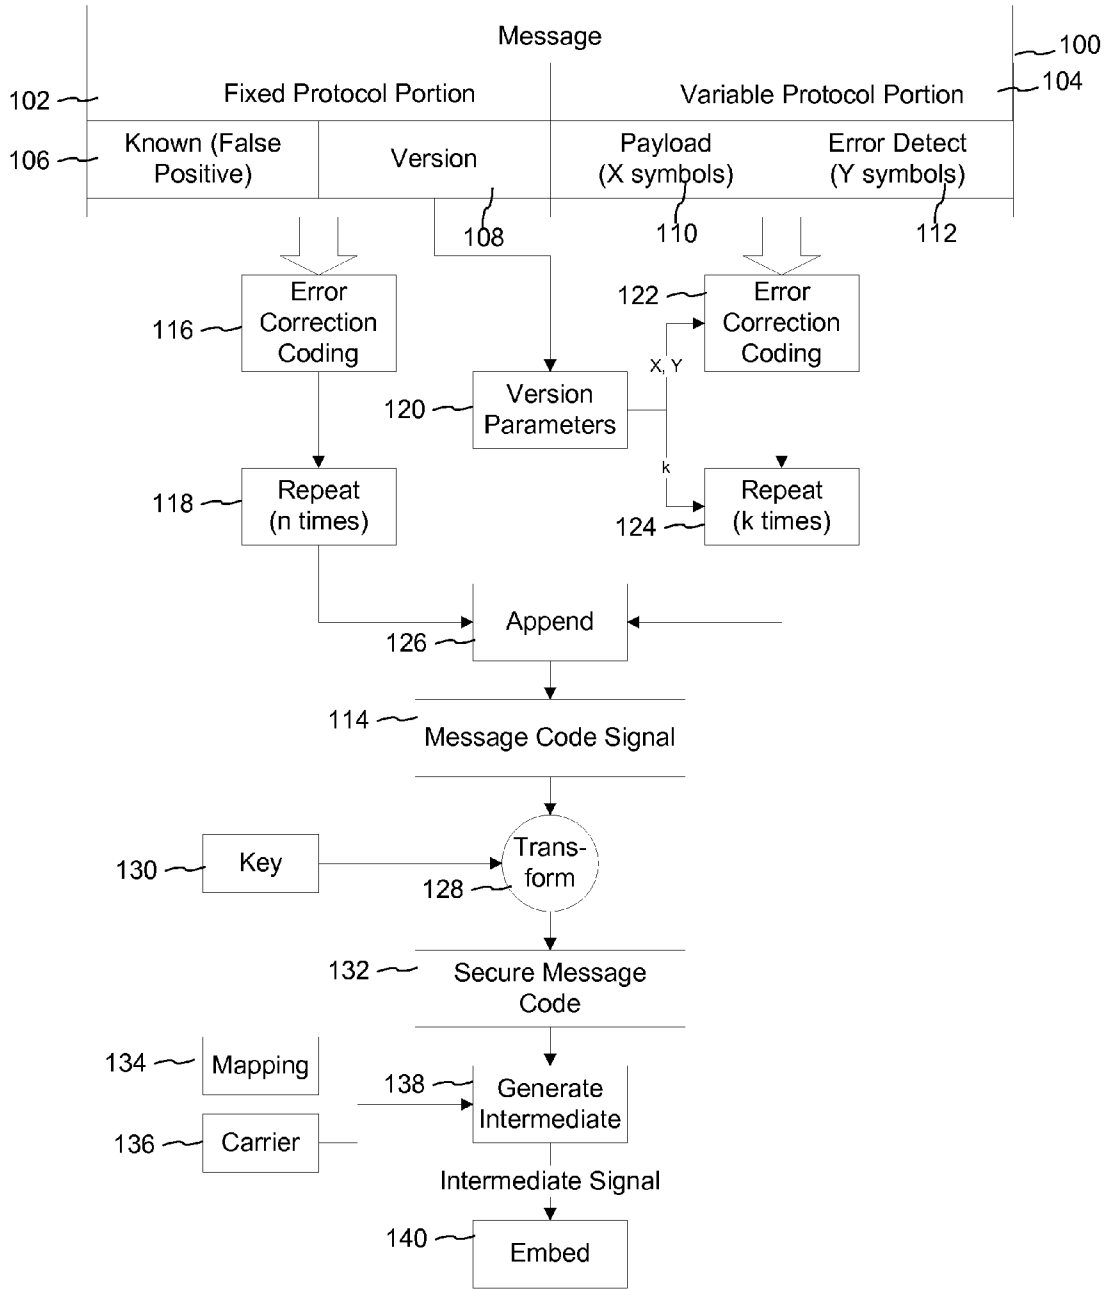 Message
100
102
Fixed Protocol Portion
Variable Protocol Portion
104
106
Known (False
Positive)
Version
Payload
(X symbols)
Error Detect
(Y symbols)
108
110
112
116
Error
Correction
Coding
122
Error
Correction
Coding
X, Y
120
Version
Parameters
k
118
Repeat
(n times)
124
Repeat
(k times)
126
Append
114
Message Code Signal
130
Key
Trans-
form
128
132
Secure Message
Code
134
Mapping
138
Generate
Intermediate
136
Carrier
Intermediate Signal
140
Embed